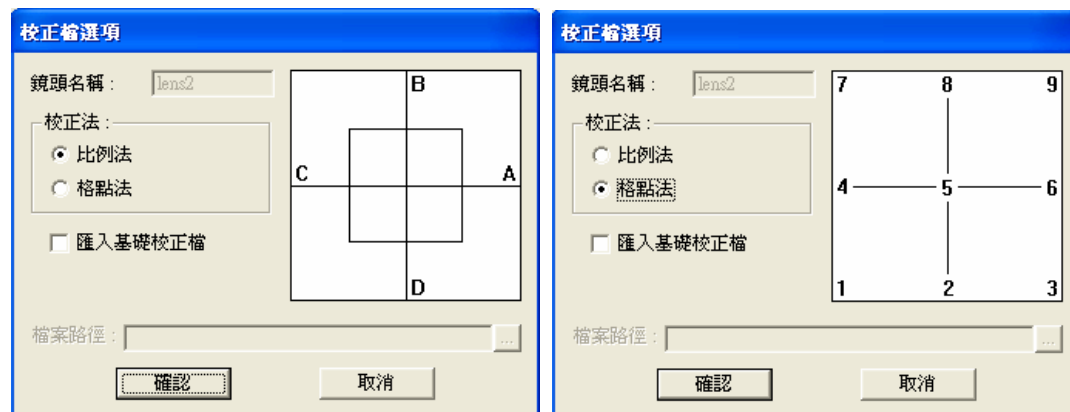 校正檔選項
鏡頭名稱：
lens2
校正法：
比例法
格點法
匯入基礎校正檔
B
C
A
D
檔案路徑：
...
確認
取消
校正檔選項
鏡頭名稱：
lens2
校正法：
比例法
格點法
匯入基礎校正檔
7 8 9
4 5 6
1 2 3
檔案路徑：
...
確認
取消